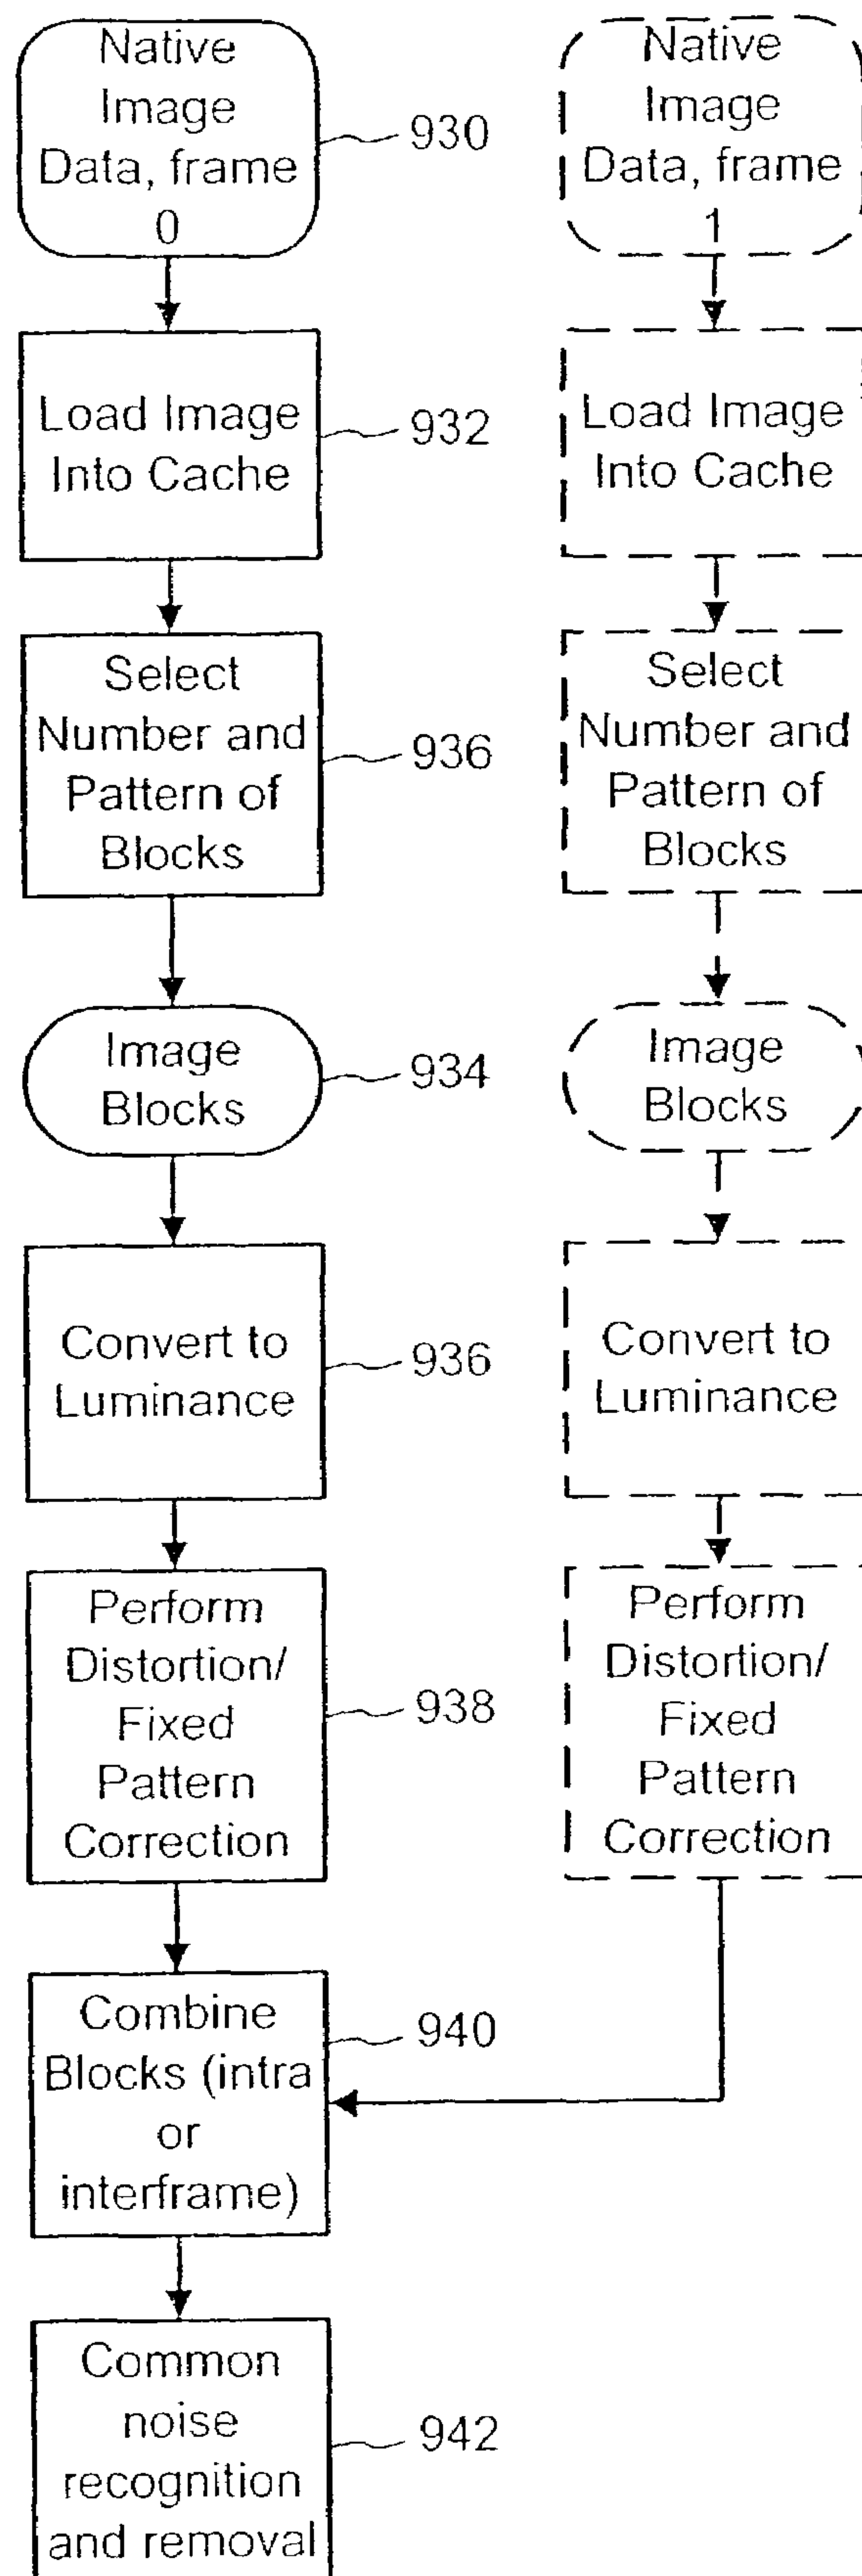 Native
Image
Data, frame
0
930
Load Image
Into Cache
932
Select
Number and
Pattern of
Blocks
936
Image
Blocks
934
Convert to
Luminance
936
Perform
Distortion/
Fixed
Pattern
Correction
938
Combine
Blocks (intra
or
interframe)
940
Common
noise
recognition
and removal
942
Native
Image
Data, frame
1
Load Image
Into Cache
Select
Number and
Pattern of
Blocks
Image
Blocks
Convert to
Luminance
Perform
Distortion/
Fixed
Pattern
Correction